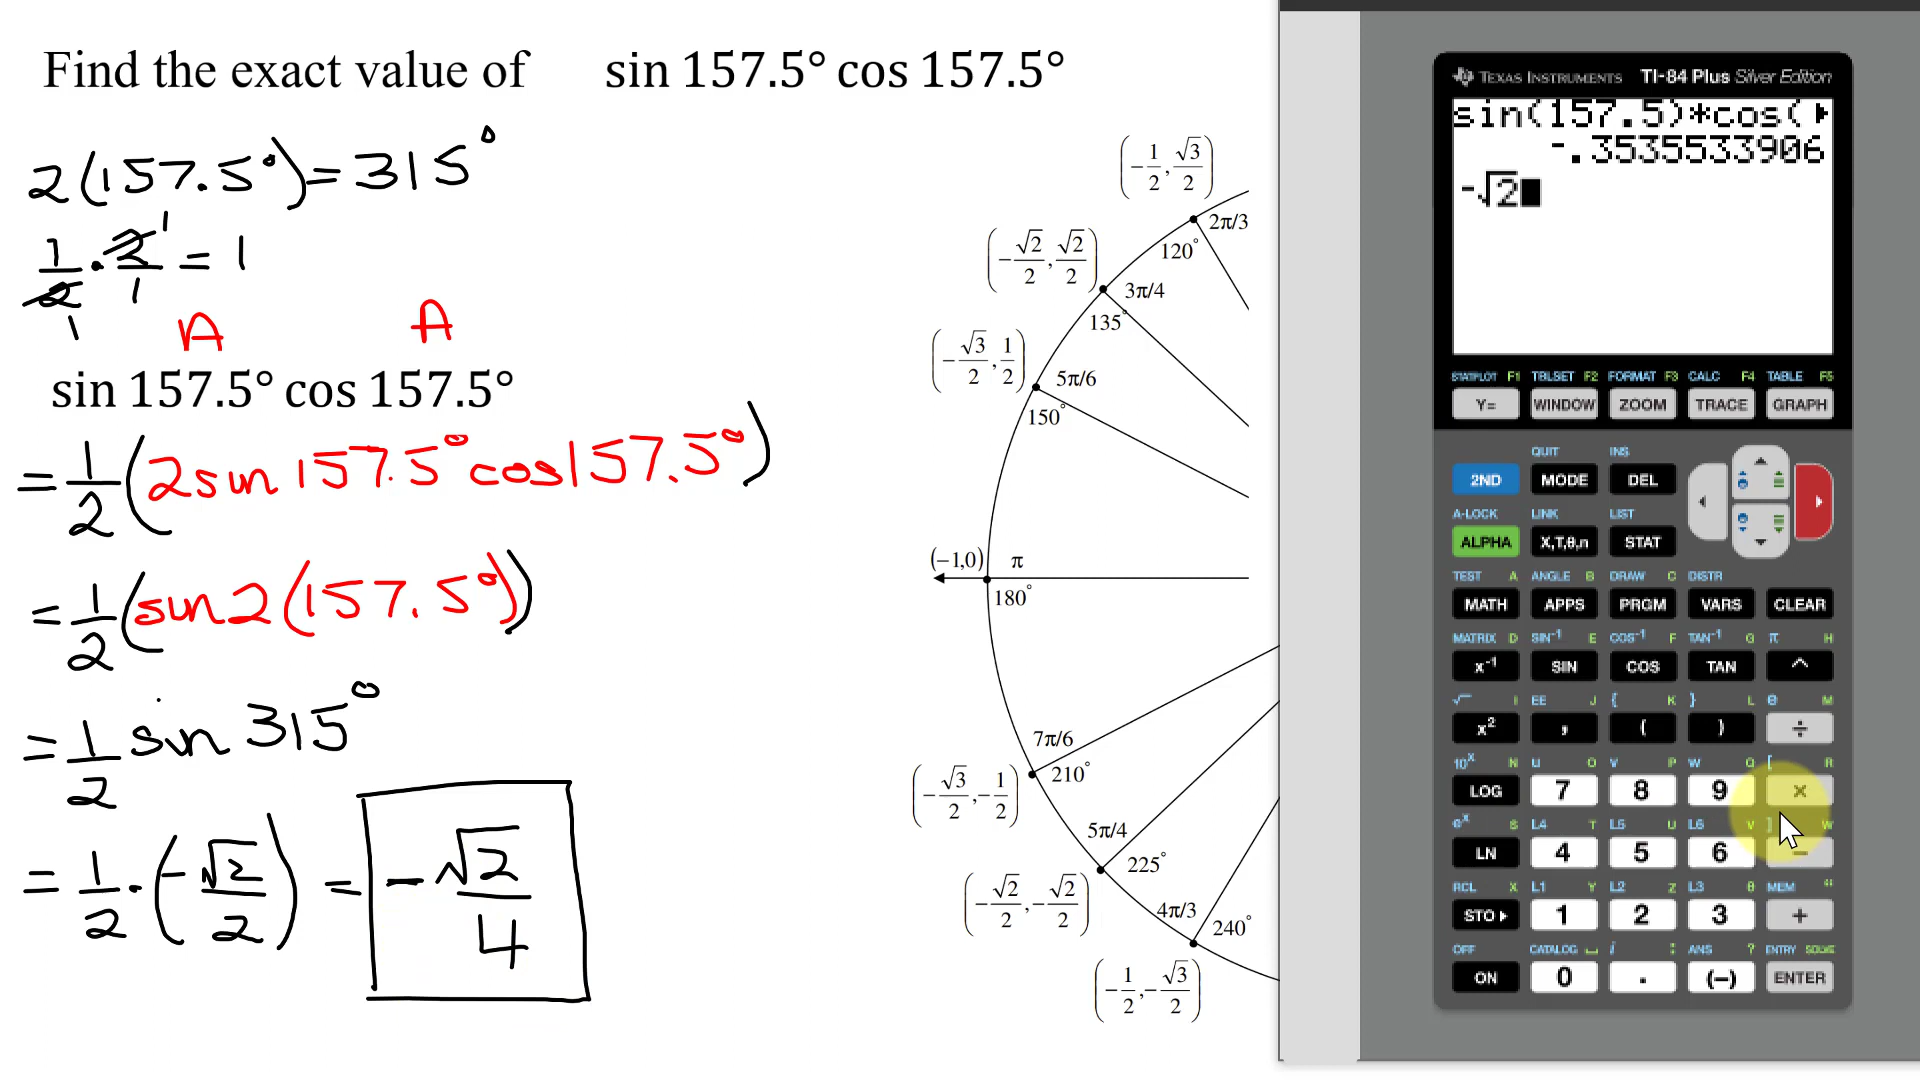 Find the exact value of sin 157.5° cos 157.5°
2(157.5°)=315°
1/2 · 2/1 = 1
1
1
A A
sin 157.5° cos 157.5°
= 1/2 (2sin157.5°cos157.5°)
= 1/2 (sin2(157.5°))
= 1/2 sin 315°
= 1/2 · (-√2/2) = -√2/4
(-1/2, √3/2)
2π/3
120°
(-√2/2, √2/2)
3π/4
135°
(-√3/2, 1/2)
5π/6
150°
(-1,0) π
180°
7π/6
210°
(-√3/2, -1/2)
5π/4
225°
(-√2/2, -√2/2)
4π/3
240°
(-1/2, -√3/2)
TEXAS INSTRUMENTS TI-84 Plus Silver Edition
sin(157.5)*cos(
-.3535533906
-√2
STATPLOT F1 TBLSET F2 FORMAT F3 CALC F4 TABLE F5
Y= WINDOW ZOOM TRACE GRAPH
QUIT INS
2ND MODE DEL
A-LOCK LINK LIST
ALPHA X,T,θ,n STAT
TEST A ANGLE B DRAW C DISTR
MATH APPS PRGM VARS CLEAR
MATRIX D SIN⁻¹ E COS⁻¹ F TAN⁻¹ G π H
x⁻¹ SIN COS TAN ^
√ I EE J { K } L e M
x² , ( ) ÷
10ˣ N u O v P w Q [ R
LOG 7 8 9 ×
eˣ S L4 T L5 U L6 V ] W
LN 4 5 6 −
RCL X L1 Y L2 Z L3 θ MEM "
STO▶ 1 2 3 +
OFF CATALOG ⎵ i : ANS ? ENTRY SOLVE
ON 0 . (−) ENTER